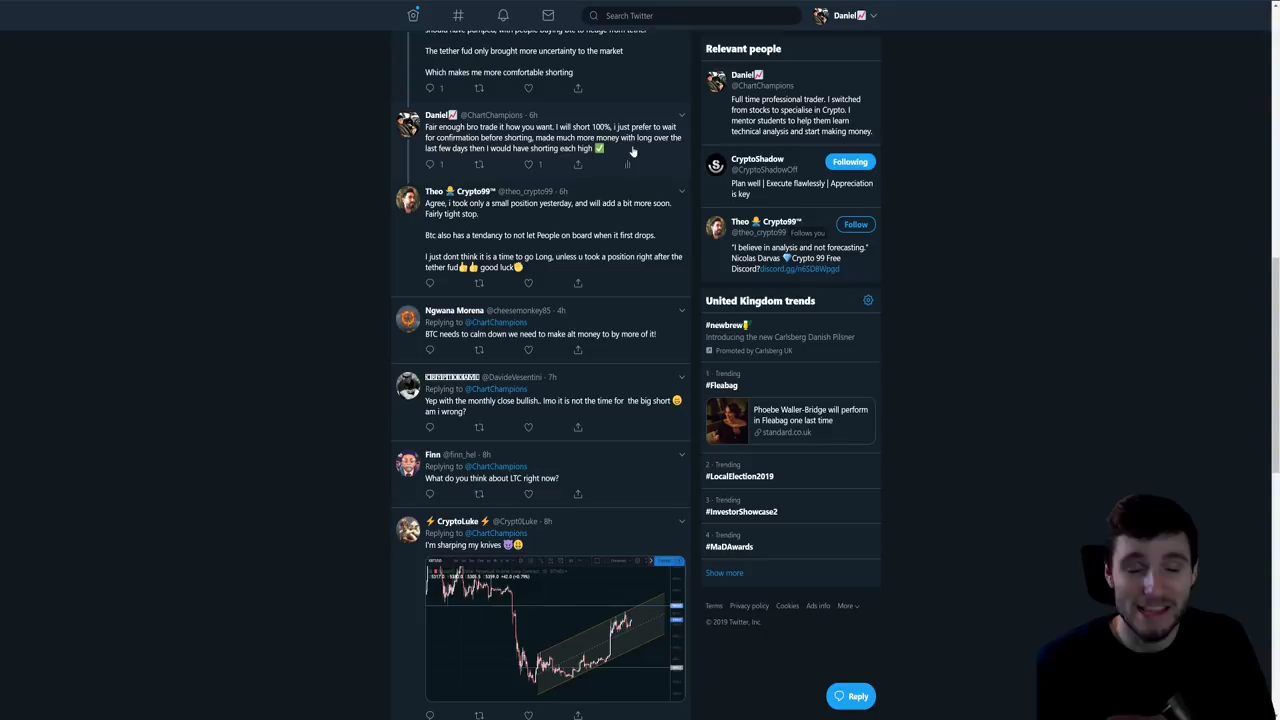 Search Twitter
Daniel📈
should have pumped, with people buying btc to hedge from tether
The tether fud only brought more uncertainty to the market
Which makes me more comfortable shorting
1
Daniel📈 @ChartChampions · 6h
Fair enough bro trade it how you want. I will short 100%, i just prefer to wait
for confirmation before shorting, made much more money with long over the
last few days then I would have shorting each high ✅
1
1
Theo Crypto99™ @theo_crypto99 · 6h
Agree, i took only a small position yesterday, and will add a bit more soon.
Fairly tight stop.
Btc also has a tendency to not let People on board when it first drops.
I just dont think it is a time to go Long, unless u took a position right after the
tether fud👍👍 good luck✊
Ngwana Morena @cheesemonkey85 · 4h
Replying to @ChartChampions
BTC needs to calm down we need to make alt money to by more of it!
@DavideVesentini · 7h
Replying to @ChartChampions
Yep with the monthly close bullish.. Imo it is not the time for the big short
am i wrong?
Finn @finn_hel · 8h
Replying to @ChartChampions
What do you think about LTC right now?
⚡ CryptoLuke ⚡ @Crypt0Luke · 8h
Replying to @ChartChampions
I'm sharping my knives 😈
Relevant people
Daniel📈
@ChartChampions
Full time professional trader. I switched
from stocks to specialise in Crypto. I
mentor students to help them learn
technical analysis and start making money.
CryptoShadow
@CryptoShadowOff
Following
Plan well | Execute flawlessly | Appreciation
is key
Theo Crypto99™
@theo_crypto99 Follows you
Follow
"I believe in analysis and not forecasting."
Nicolas Darvas 💎Crypto 99 Free
Discord?discord.gg/n6SD8Wpgd
United Kingdom trends
#newbrew
Introducing the new Carlsberg Danish Pilsner
Promoted by Carlsberg UK
1 · Trending
#Fleabag
Phoebe Waller-Bridge will perform
in Fleabag one last time
standard.co.uk
2 · Trending
#LocalElection2019
3 · Trending
#InvestorShowcase2
4 · Trending
#MaDAwards
Show more
Terms Privacy policy Cookies Ads info More
© 2019 Twitter, Inc.
Reply